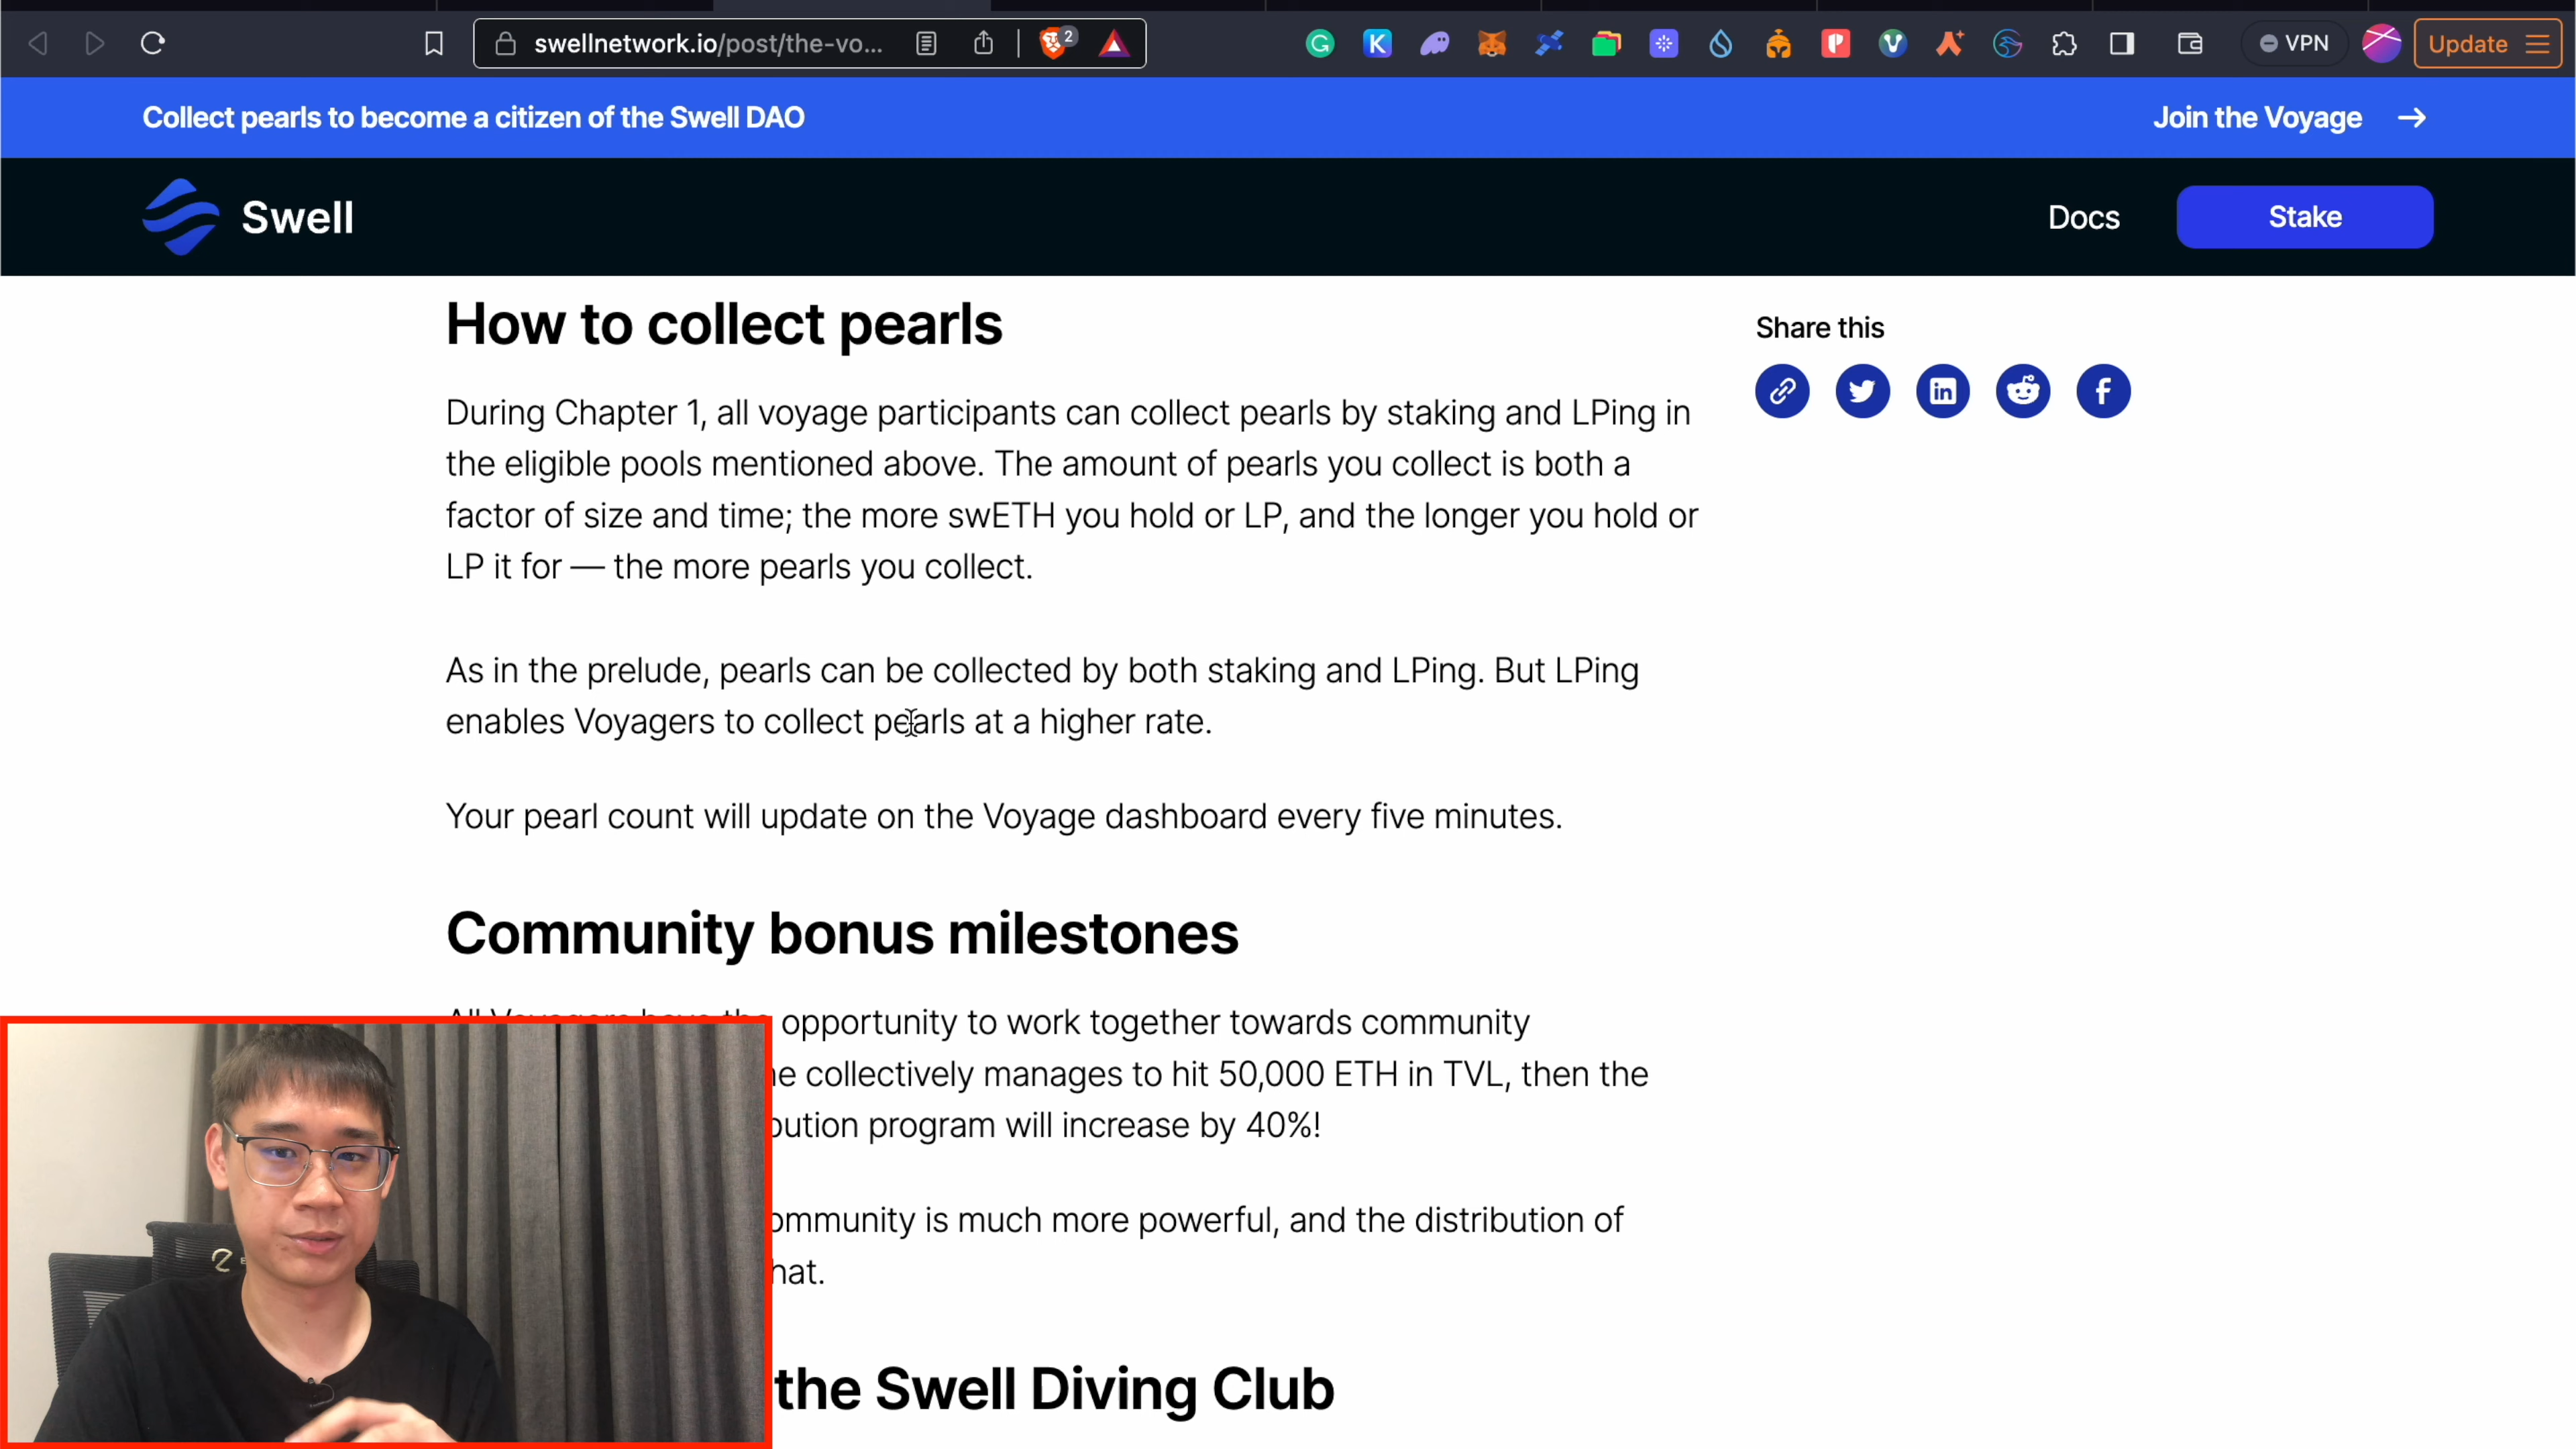 swellnetwork.io/post/the-vo...
2
VPN
Update
Collect pearls to become a citizen of the Swell DAO
Join the Voyage →
Swell
Docs
Stake
How to collect pearls
Share this
During Chapter 1, all voyage participants can collect pearls by staking and LPing in
the eligible pools mentioned above. The amount of pearls you collect is both a
factor of size and time; the more swETH you hold or LP, and the longer you hold or
LP it for — the more pearls you collect.
As in the prelude, pearls can be collected by both staking and LPing. But LPing
enables Voyagers to collect pearls at a higher rate.
Your pearl count will update on the Voyage dashboard every five minutes.
Community bonus milestones
opportunity to work together towards community
collectively manages to hit 50,000 ETH in TVL, then the
program will increase by 40%!
is much more powerful, and the distribution of
the Swell Diving Club